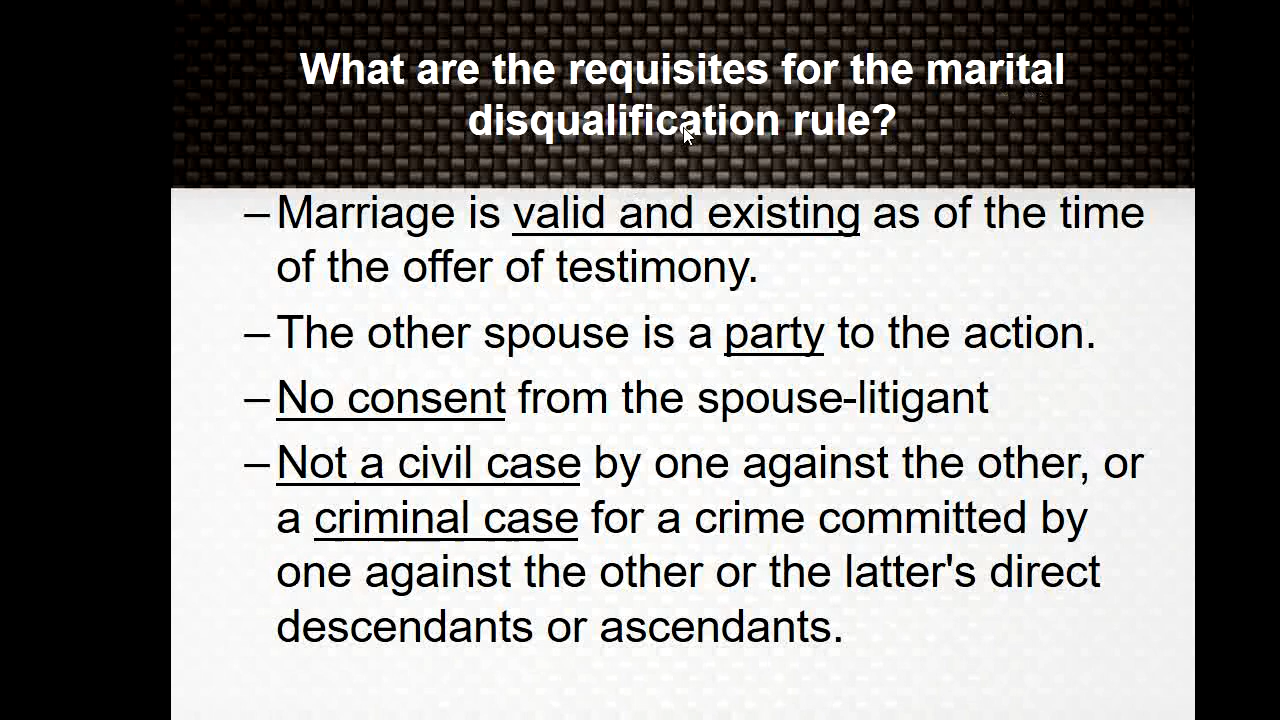 What are the requisites for the marital
disqualification rule?
–Marriage is valid and existing as of the time
of the offer of testimony.
–The other spouse is a party to the action.
–No consent from the spouse-litigant
–Not a civil case by one against the other, or
a criminal case for a crime committed by
one against the other or the latter's direct
descendants or ascendants.